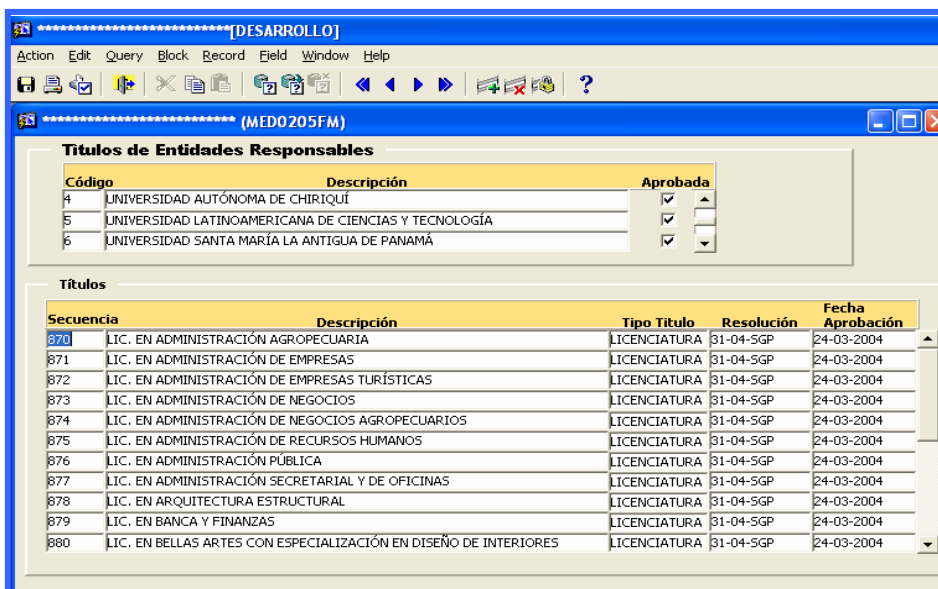 ****************************[DESARROLLO]
Action Edit Query Block Record Field Window Help
**************************** (MED0205FM)
Titulos de Entidades Responsables
Código Descripción Aprobada
4 UNIVERSIDAD AUTÓNOMA DE CHIRIQUÍ
5 UNIVERSIDAD LATINOAMERICANA DE CIENCIAS Y TECNOLOGÍA
6 UNIVERSIDAD SANTA MARÍA LA ANTIGUA DE PANAMÁ
Títulos
Secuencia Descripción Tipo Titulo Resolución Fecha Aprobación
870 LIC. EN ADMINISTRACIÓN AGROPECUARIA LICENCIATURA 31-04-SGP 24-03-2004
871 LIC. EN ADMINISTRACIÓN DE EMPRESAS LICENCIATURA 31-04-SGP 24-03-2004
872 LIC. EN ADMINISTRACIÓN DE EMPRESAS TURÍSTICAS LICENCIATURA 31-04-SGP 24-03-2004
873 LIC. EN ADMINISTRACIÓN DE NEGOCIOS LICENCIATURA 31-04-SGP 24-03-2004
874 LIC. EN ADMINISTRACIÓN DE NEGOCIOS AGROPECUARIOS LICENCIATURA 31-04-SGP 24-03-2004
875 LIC. EN ADMINISTRACIÓN DE RECURSOS HUMANOS LICENCIATURA 31-04-SGP 24-03-2004
876 LIC. EN ADMINISTRACIÓN PÚBLICA LICENCIATURA 31-04-SGP 24-03-2004
877 LIC. EN ADMINISTRACIÓN SECRETARIAL Y DE OFICINAS LICENCIATURA 31-04-SGP 24-03-2004
878 LIC. EN ARQUITECTURA ESTRUCTURAL LICENCIATURA 31-04-SGP 24-03-2004
879 LIC. EN BANCA Y FINANZAS LICENCIATURA 31-04-SGP 24-03-2004
880 LIC. EN BELLAS ARTES CON ESPECIALIZACIÓN EN DISEÑO DE INTERIORES LICENCIATURA 31-04-SGP 24-03-2004